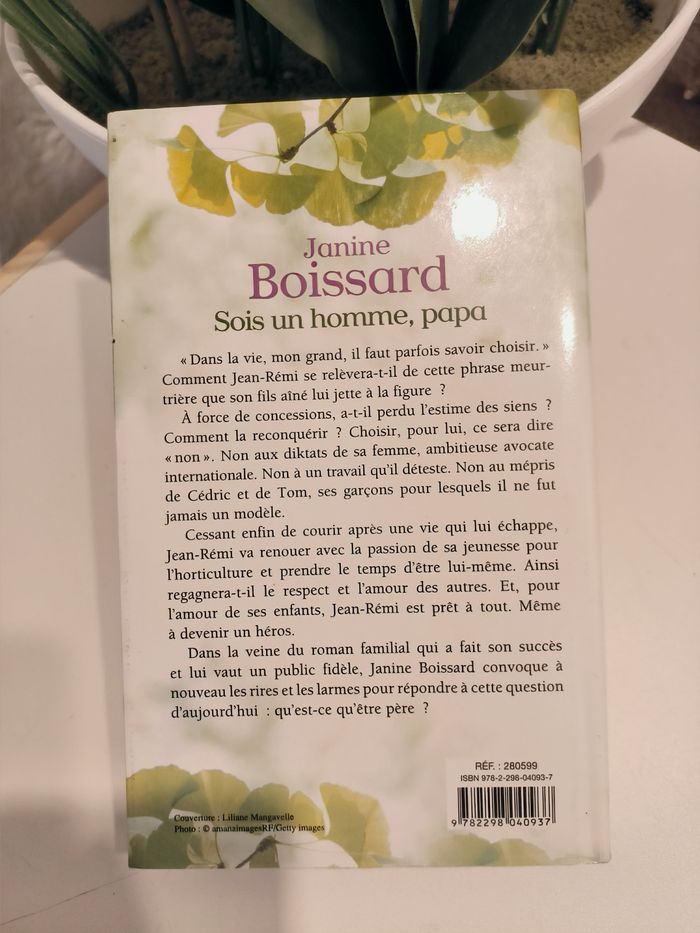 Janine
Boissard
Sois un homme, papa
« Dans la vie, mon grand, il faut parfois savoir choisir. »
Comment Jean-Rémi se relèvera-t-il de cette phrase meur-
trière que son fils aîné lui jette à la figure ?
À force de concessions, a-t-il perdu l'estime des siens ?
Comment la reconquérir ? Choisir, pour lui, ce sera dire
« non ». Non aux diktats de sa femme, ambitieuse avocate
internationale. Non à un travail qu'il déteste. Non au mépris
de Cédric et de Tom, ses garçons pour lesquels il ne fut
jamais un modèle.
Cessant enfin de courir après une vie qui lui échappe,
Jean-Rémi va renouer avec la passion de sa jeunesse pour
l'horticulture et prendre le temps d'être lui-même. Ainsi
regagnera-t-il le respect et l'amour des autres. Et, pour
l'amour de ses enfants, Jean-Rémi est prêt à tout. Même
à devenir un héros.
Dans la veine du roman familial qui a fait son succès
et lui vaut un public fidèle, Janine Boissard convoque à
nouveau les rires et les larmes pour répondre à cette question
d'aujourd'hui : qu'est-ce qu'être père ?
RÉF. : 280599
ISBN 978-2-298-04093-7
9 782298 040937
Couverture : Liliane Mangavelle
Photo : © amanaimagesRF/Getty images